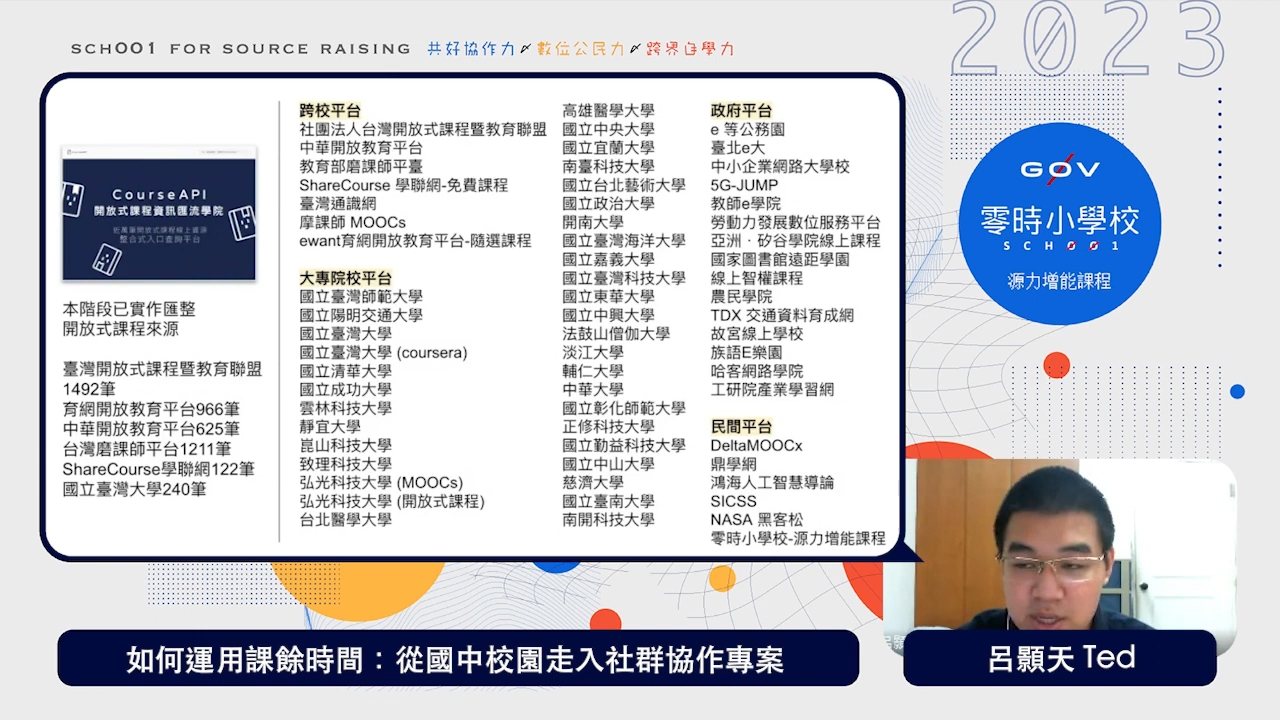 2023
SCH001 FOR SOURCE RAISING 共好協作力〆數位公民力〆跨界自學力
CourseAPI
開放式課程資訊匯流學院
近萬筆開放式課程線上資源
整合式入口查詢平台
本階段已實作匯整
開放式課程來源
臺灣開放式課程暨教育聯盟
1492筆
育網開放教育平台966筆
中華開放教育平台625筆
台灣磨課師平台1211筆
ShareCourse學聯網122筆
國立臺灣大學240筆
跨校平台
社團法人台灣開放式課程暨教育聯盟
中華開放教育平台
教育部磨課師平臺
ShareCourse 學聯網-免費課程
臺灣通識網
摩課師 MOOCs
ewant育網開放教育平台-隨選課程
大專院校平台
國立臺灣師範大學
國立陽明交通大學
國立臺灣大學
國立臺灣大學 (coursera)
國立清華大學
國立成功大學
雲林科技大學
靜宜大學
崑山科技大學
致理科技大學
弘光科技大學 (MOOCs)
弘光科技大學 (開放式課程)
台北醫學大學
高雄醫學大學
國立中央大學
國立宜蘭大學
南臺科技大學
國立台北藝術大學
國立政治大學
開南大學
國立臺灣海洋大學
國立嘉義大學
國立臺灣科技大學
國立東華大學
國立中興大學
法鼓山僧伽大學
淡江大學
輔仁大學
中華大學
國立彰化師範大學
正修科技大學
國立勤益科技大學
國立中山大學
慈濟大學
國立臺南大學
南開科技大學
政府平台
e 等公務園
臺北e大
中小企業網路大學校
5G-JUMP
教師e學院
勞動力發展數位服務平台
亞洲．矽谷學院線上課程
國家圖書館遠距學園
線上智權課程
農民學院
TDX 交通資料育成網
故宮線上學校
族語E樂園
哈客網路學院
工研院產業學習網
民間平台
DeltaMOOCx
鼎學網
鴻海人工智慧導論
SICSS
NASA 黑客松
零時小學校-源力增能課程
G0V
零時小學校
SCH001
源力增能課程
如何運用課餘時間：從國中校園走入社群協作專案
呂顥天 Ted